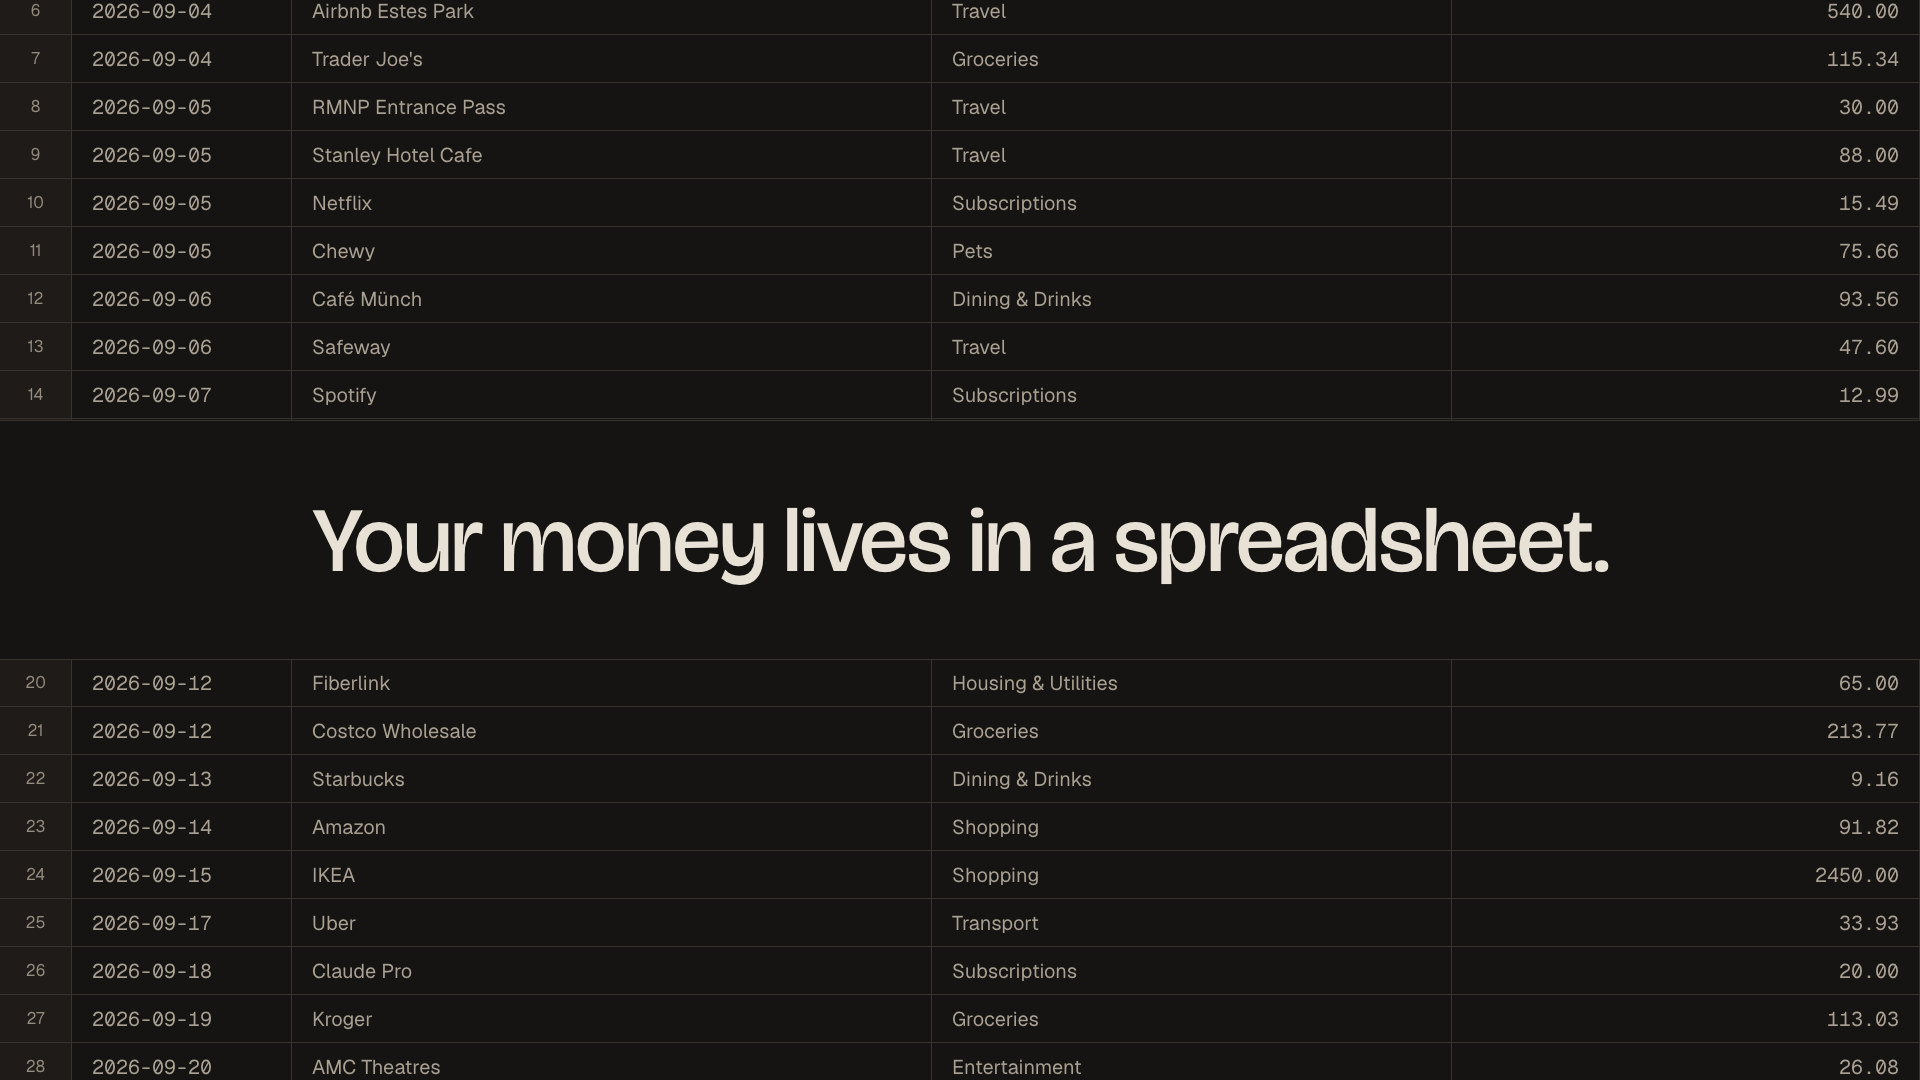 6 2026-09-04 Airbnb Estes Park Travel 540.00
7 2026-09-04 Trader Joe's Groceries 115.34
8 2026-09-05 RMNP Entrance Pass Travel 30.00
9 2026-09-05 Stanley Hotel Cafe Travel 88.00
10 2026-09-05 Netflix Subscriptions 15.49
11 2026-09-05 Chewy Pets 75.66
12 2026-09-06 Café Münch Dining & Drinks 93.56
13 2026-09-06 Safeway Travel 47.60
14 2026-09-07 Spotify Subscriptions 12.99
Your money lives in a spreadsheet.
20 2026-09-12 Fiberlink Housing & Utilities 65.00
21 2026-09-12 Costco Wholesale Groceries 213.77
22 2026-09-13 Starbucks Dining & Drinks 9.16
23 2026-09-14 Amazon Shopping 91.82
24 2026-09-15 IKEA Shopping 2450.00
25 2026-09-17 Uber Transport 33.93
26 2026-09-18 Claude Pro Subscriptions 20.00
27 2026-09-19 Kroger Groceries 113.03
28 2026-09-20 AMC Theatres Entertainment 26.08